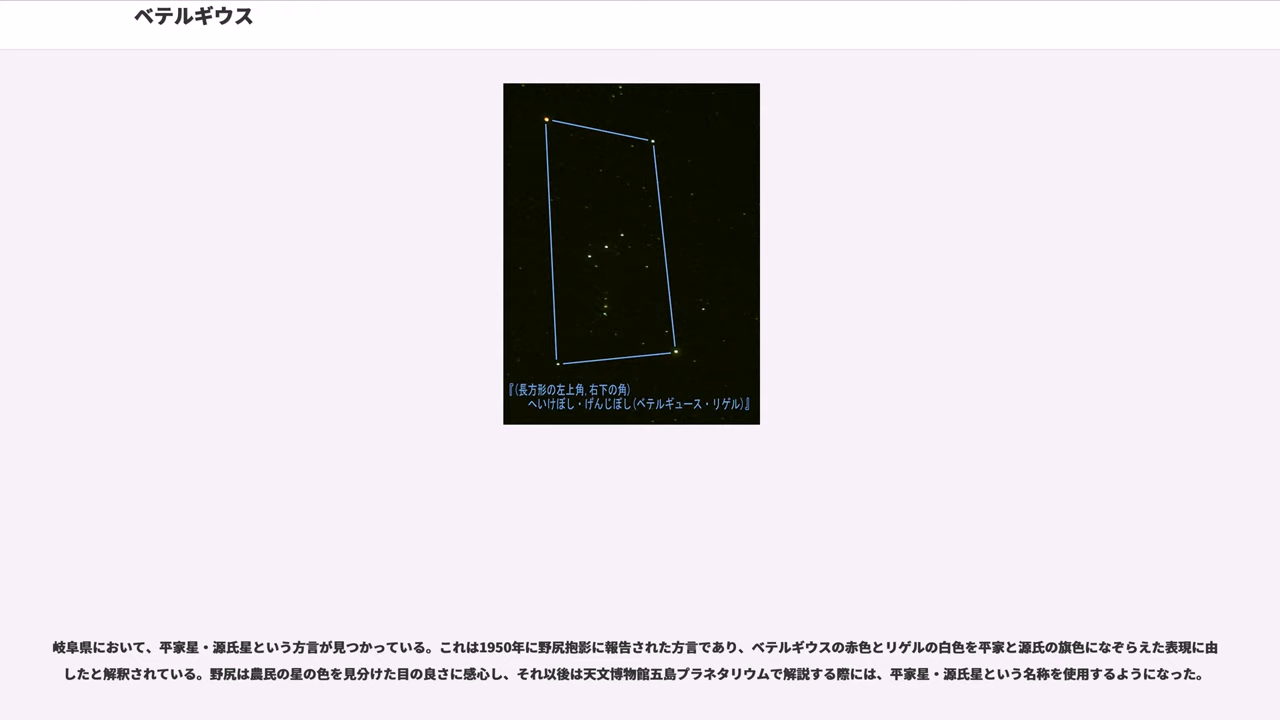 ベテルギウス
『(長方形の左上角, 右下の角)
へいけぼし・げんじぼし(ベテルギュース・リゲル)』
岐阜県において、平家星・源氏星という方言が見つかっている。これは1950年に野尻抱影に報告された方言であり、ベテルギウスの赤色とリゲルの白色を平家と源氏の旗色になぞらえた表現に由
したと解釈されている。野尻は農民の星の色を見分けた目の良さに感心し、それ以後は天文博物館五島プラネタリウムで解説する際には、平家星・源氏星という名称を使用するようになった。